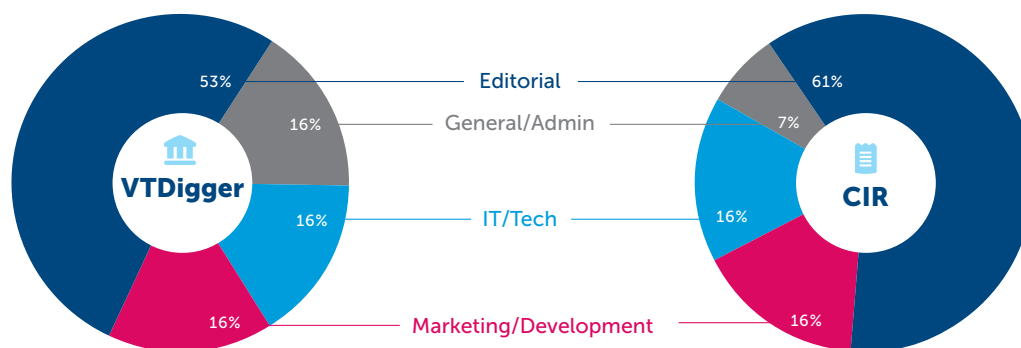 53%
Editorial
61%
16%
General/Admin
7%
VTDigger
CIR
16%
IT/Tech
16%
16%
Marketing/Development
16%